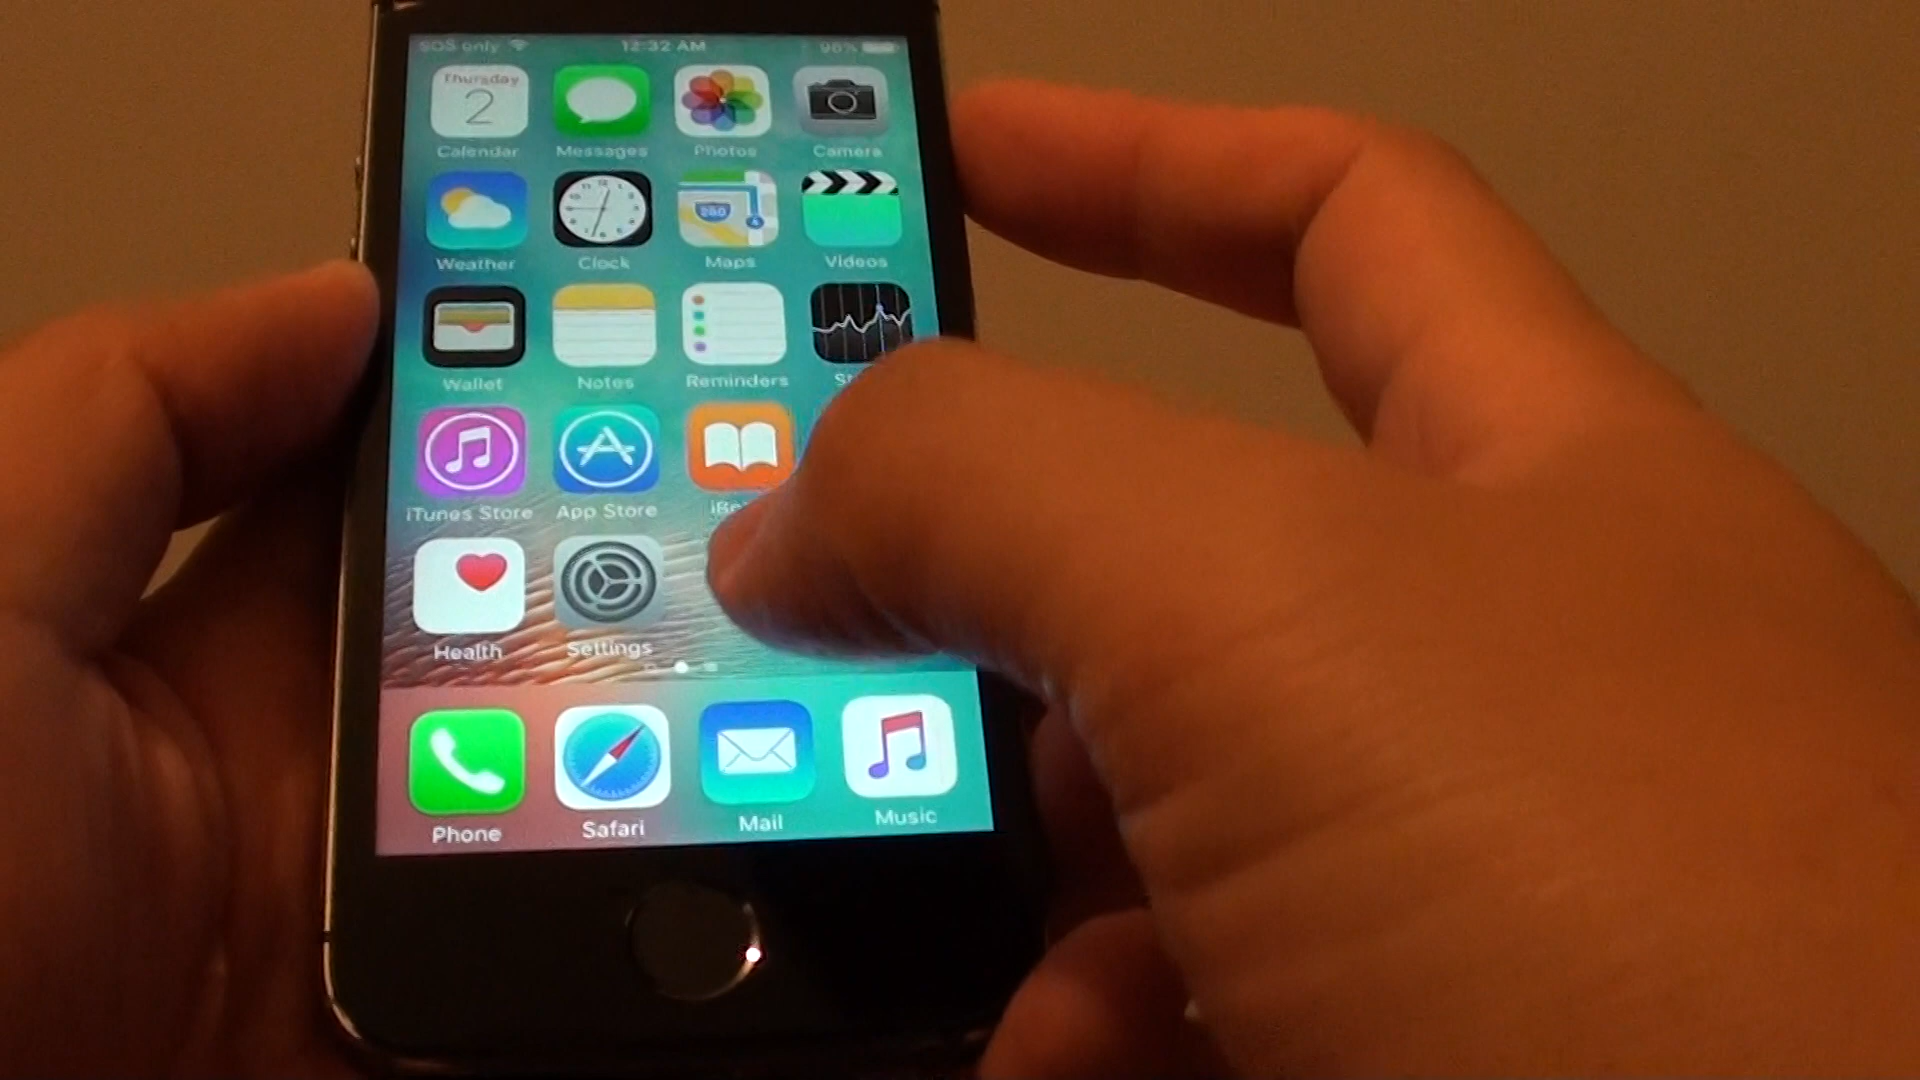 SOS only 12:32 AM 96%
Thursday
2
Calendar Messages Photos Camera
280
Weather Clock Maps Videos
Wallet Notes Reminders
iTunes Store App Store
Health Settings
Phone Safari Mail Music